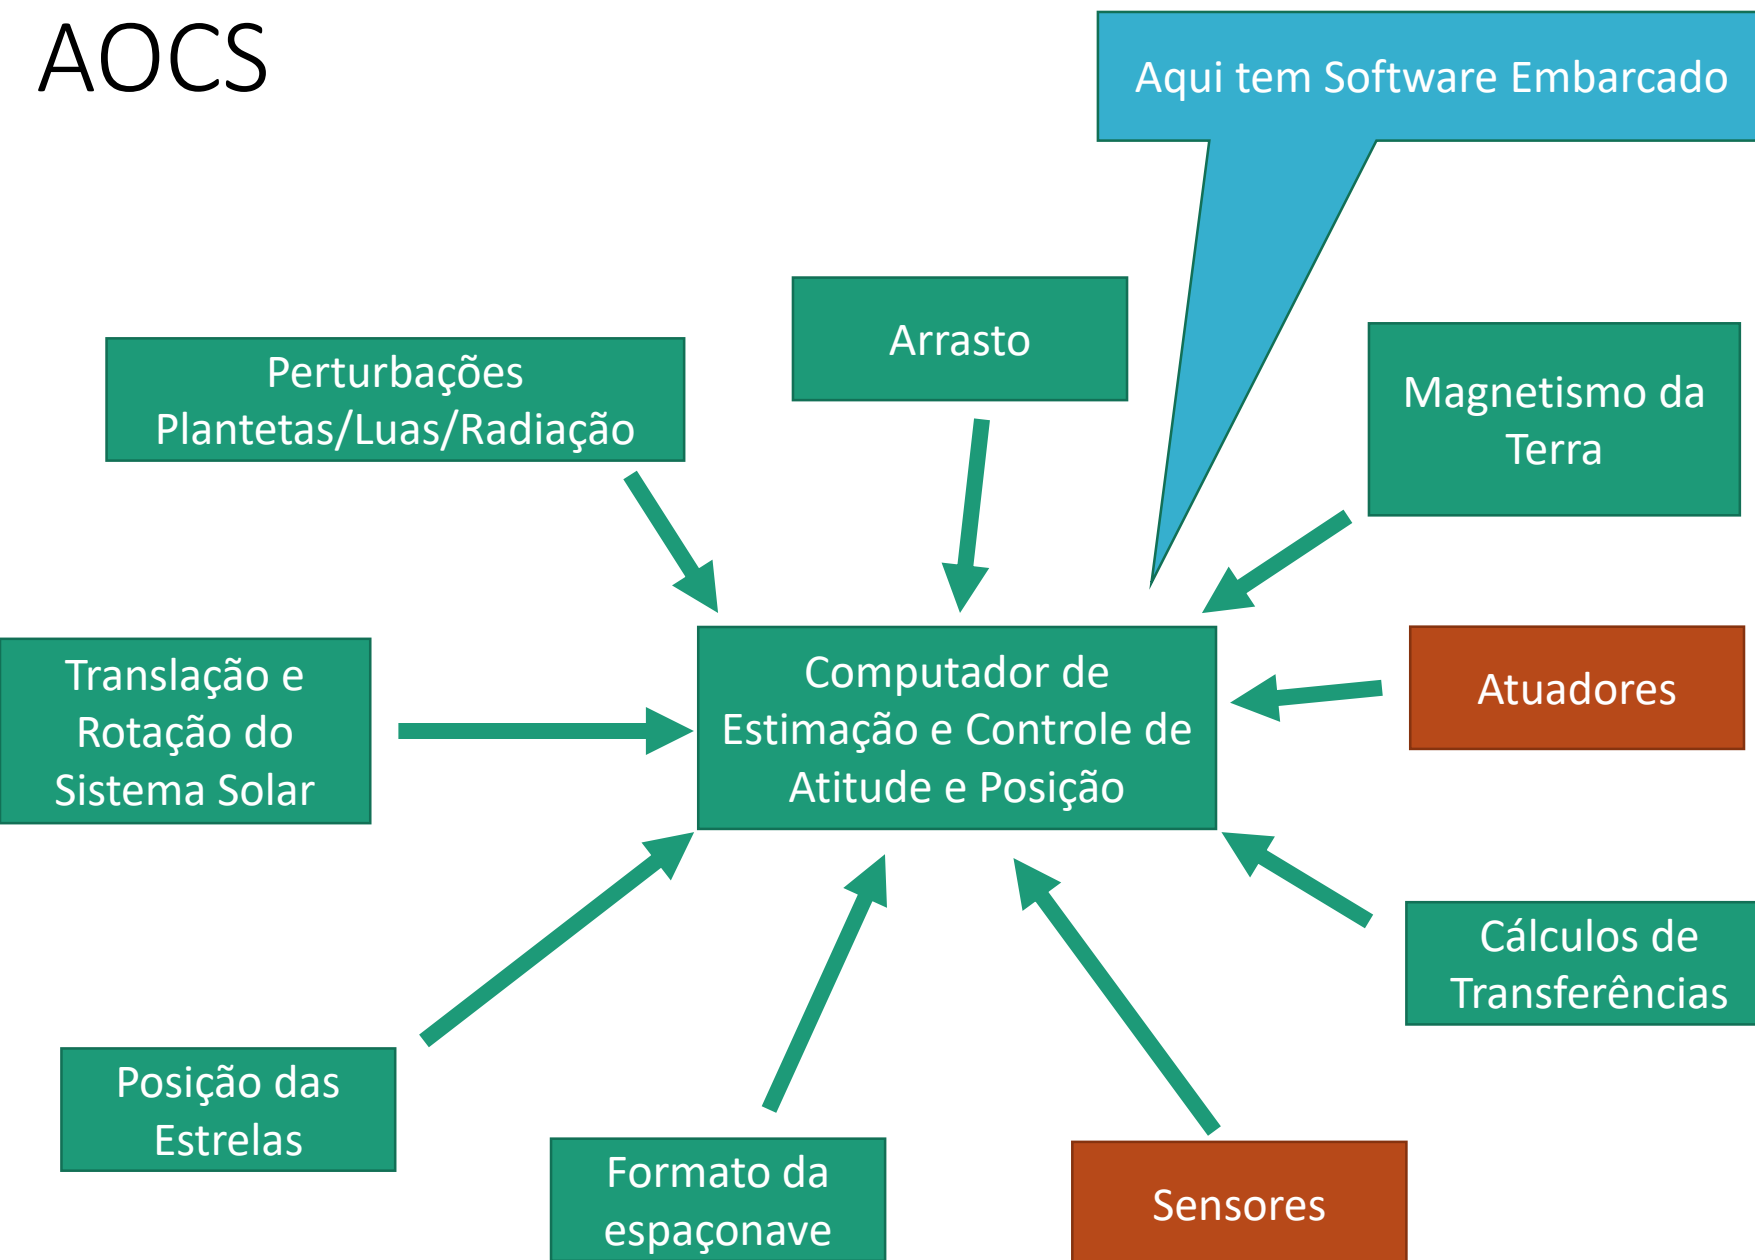 AOCS
Aqui tem Software Embarcado
Arrasto
Perturbações
Plantetas/Luas/Radiação
Magnetismo da
Terra
Translação e
Rotação do
Sistema Solar
Computador de
Estimação e Controle de
Atitude e Posição
Atuadores
Cálculos de
Transferências
Posição das
Estrelas
Formato da
espaçonave
Sensores